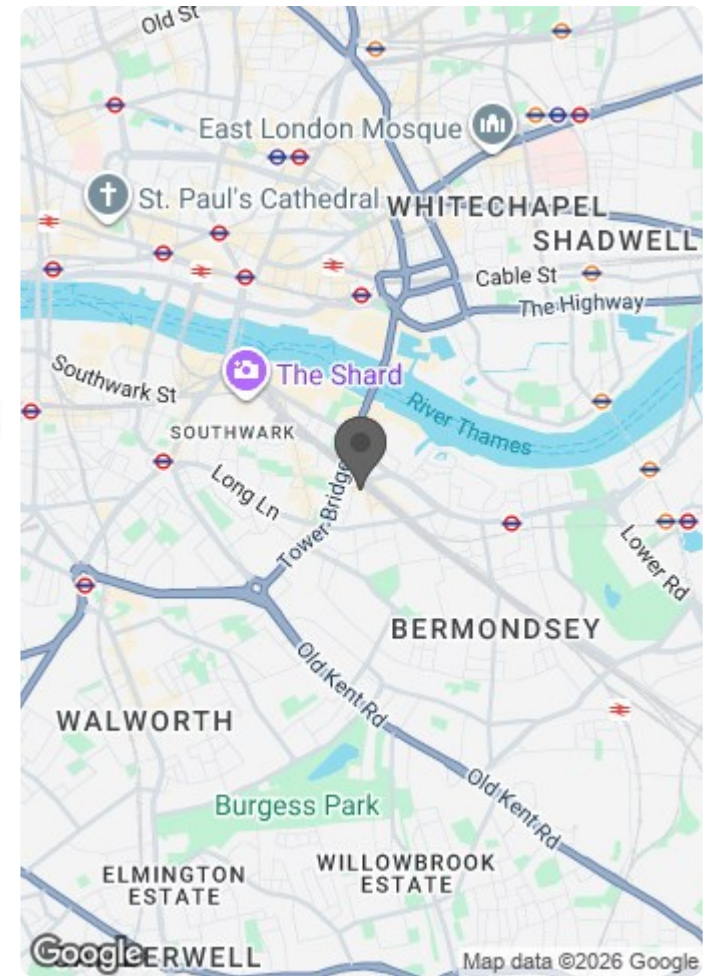 Old St
East London Mosque
St. Paul's Cathedral
WHITECHAPEL
SHADWELL
Cable St
The Highway
Southwark St
The Shard
River Thames
SOUTHWARK
Long Ln
Tower Bridge
Lower Rd
BERMONDSEY
Old Kent Rd
WALWORTH
Old Kent Rd
Burgess Park
ELMINGTON
ESTATE
WILLOWBROOK
ESTATE
Google
ERWELL
Map data ©2026 Google